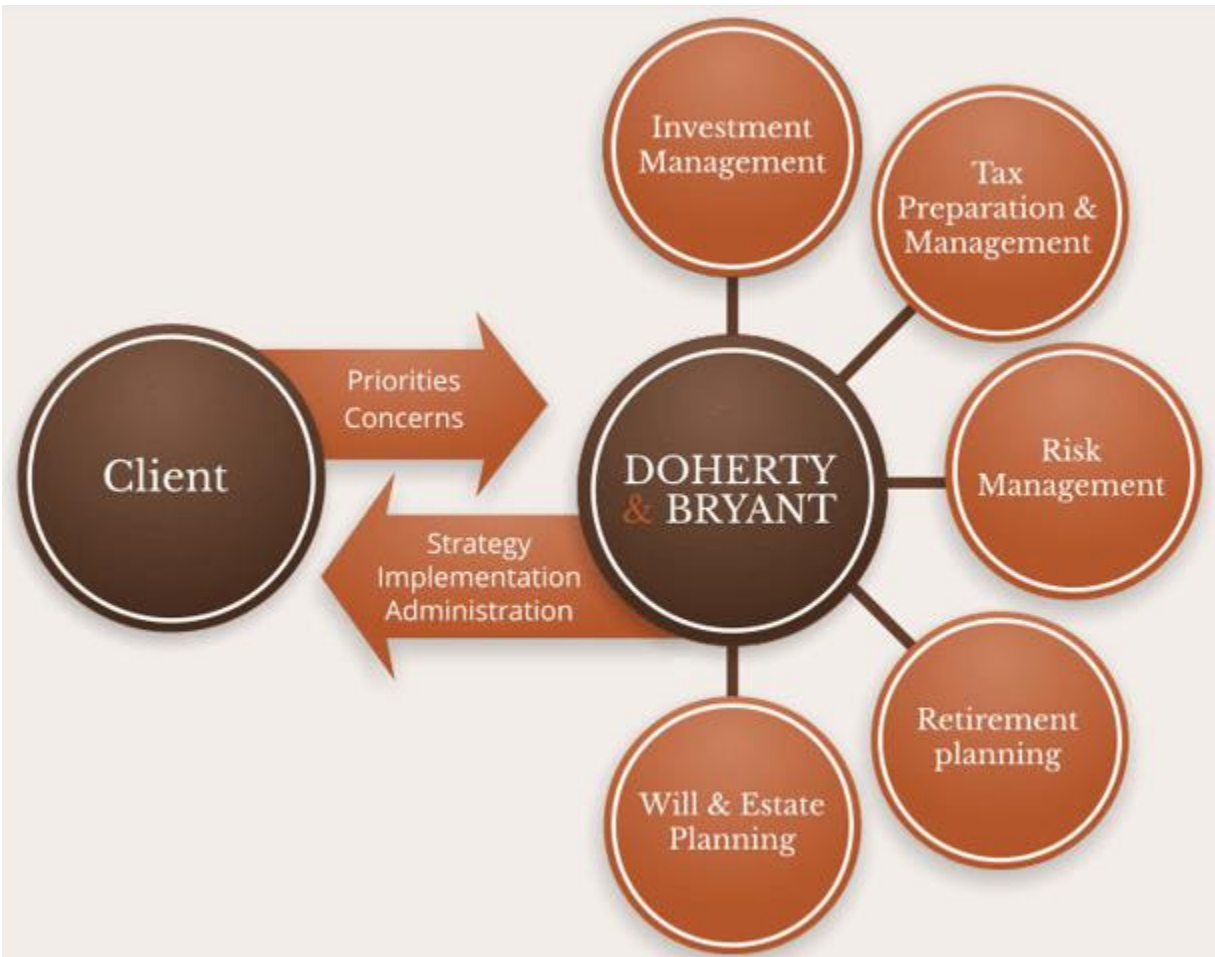 Investment
Management
Tax
Preparation &
Management
Priorities
Concerns
Client
DOHERTY
& BRYANT
Risk
Management
Strategy
Implementation
Administration
Retirement
planning
Will & Estate
Planning